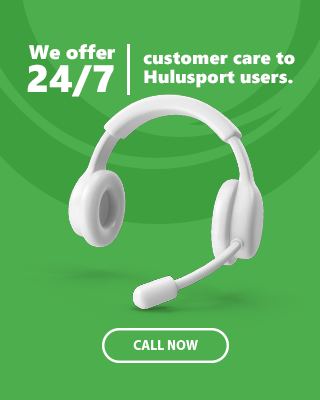 We offer
24/7
customer care to
Hulusport users.
CALL NOW